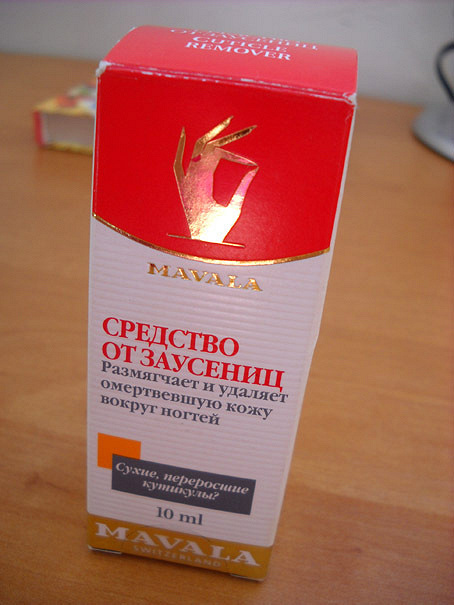 CUTICLE
REMOVER
MAVALA
СРЕДСТВО
ОТ ЗАУСЕНИЦ
Размягчает и удаляет
омертвевшую кожу
вокруг ногтей
Сухие, переросшие
кутикулы?
10 ml
MAVALA
SWITZERLAND